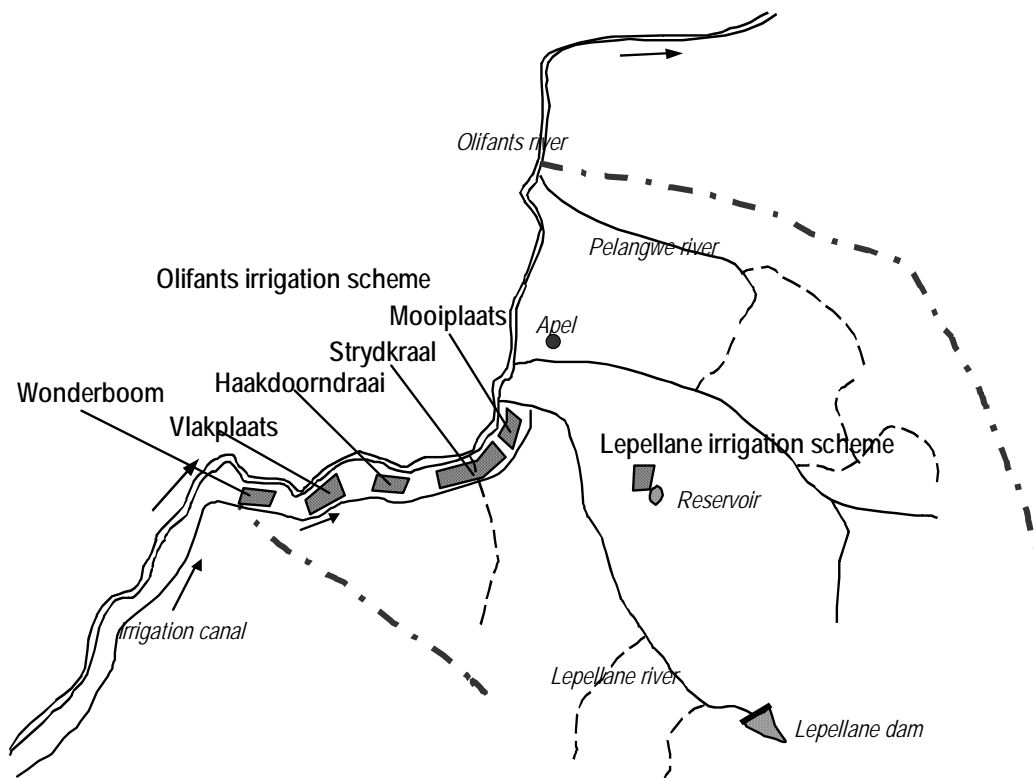 Olifants river
Pelangwe river
Olifants irrigation scheme
Mooiplaats
Apel
Strydkraal
Haakdoorndraai
Wonderboom
Vlakplaats
Lepellane irrigation scheme
Reservoir
Irrigation canal
Lepellane river
Lepellane dam